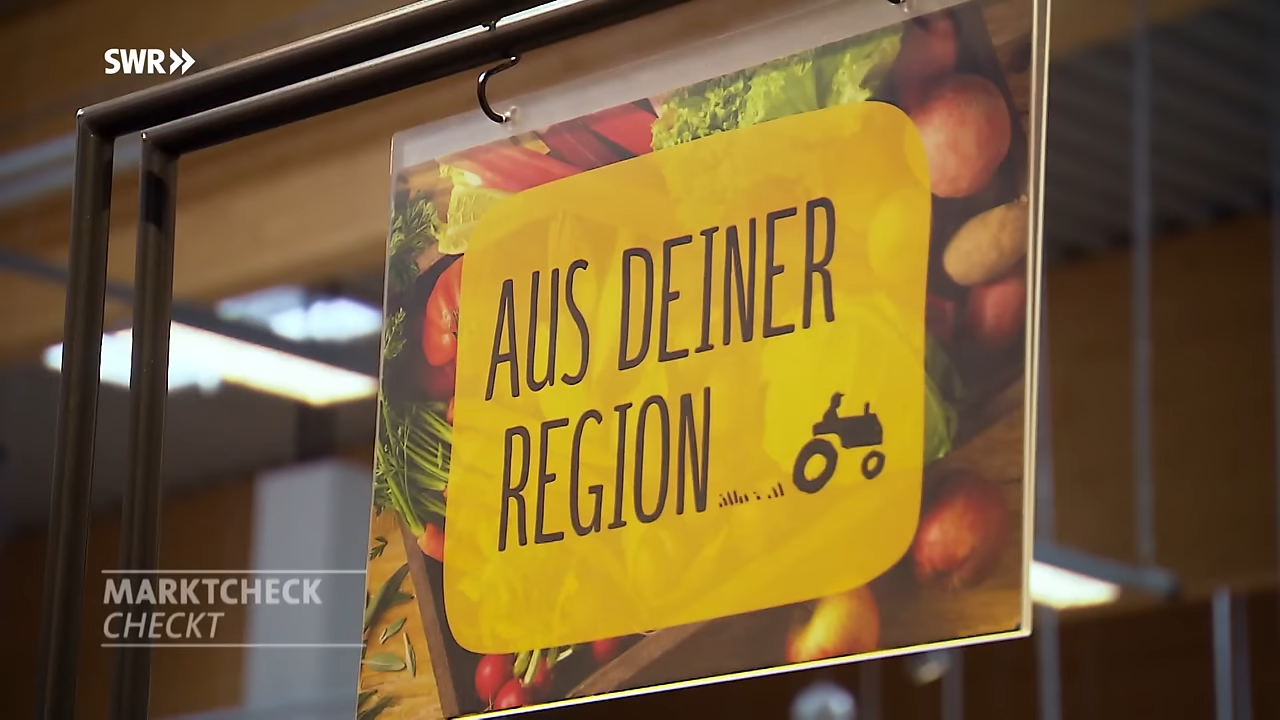 SWR»
AUS DEINER
REGION
MARKTCHECK
CHECKT